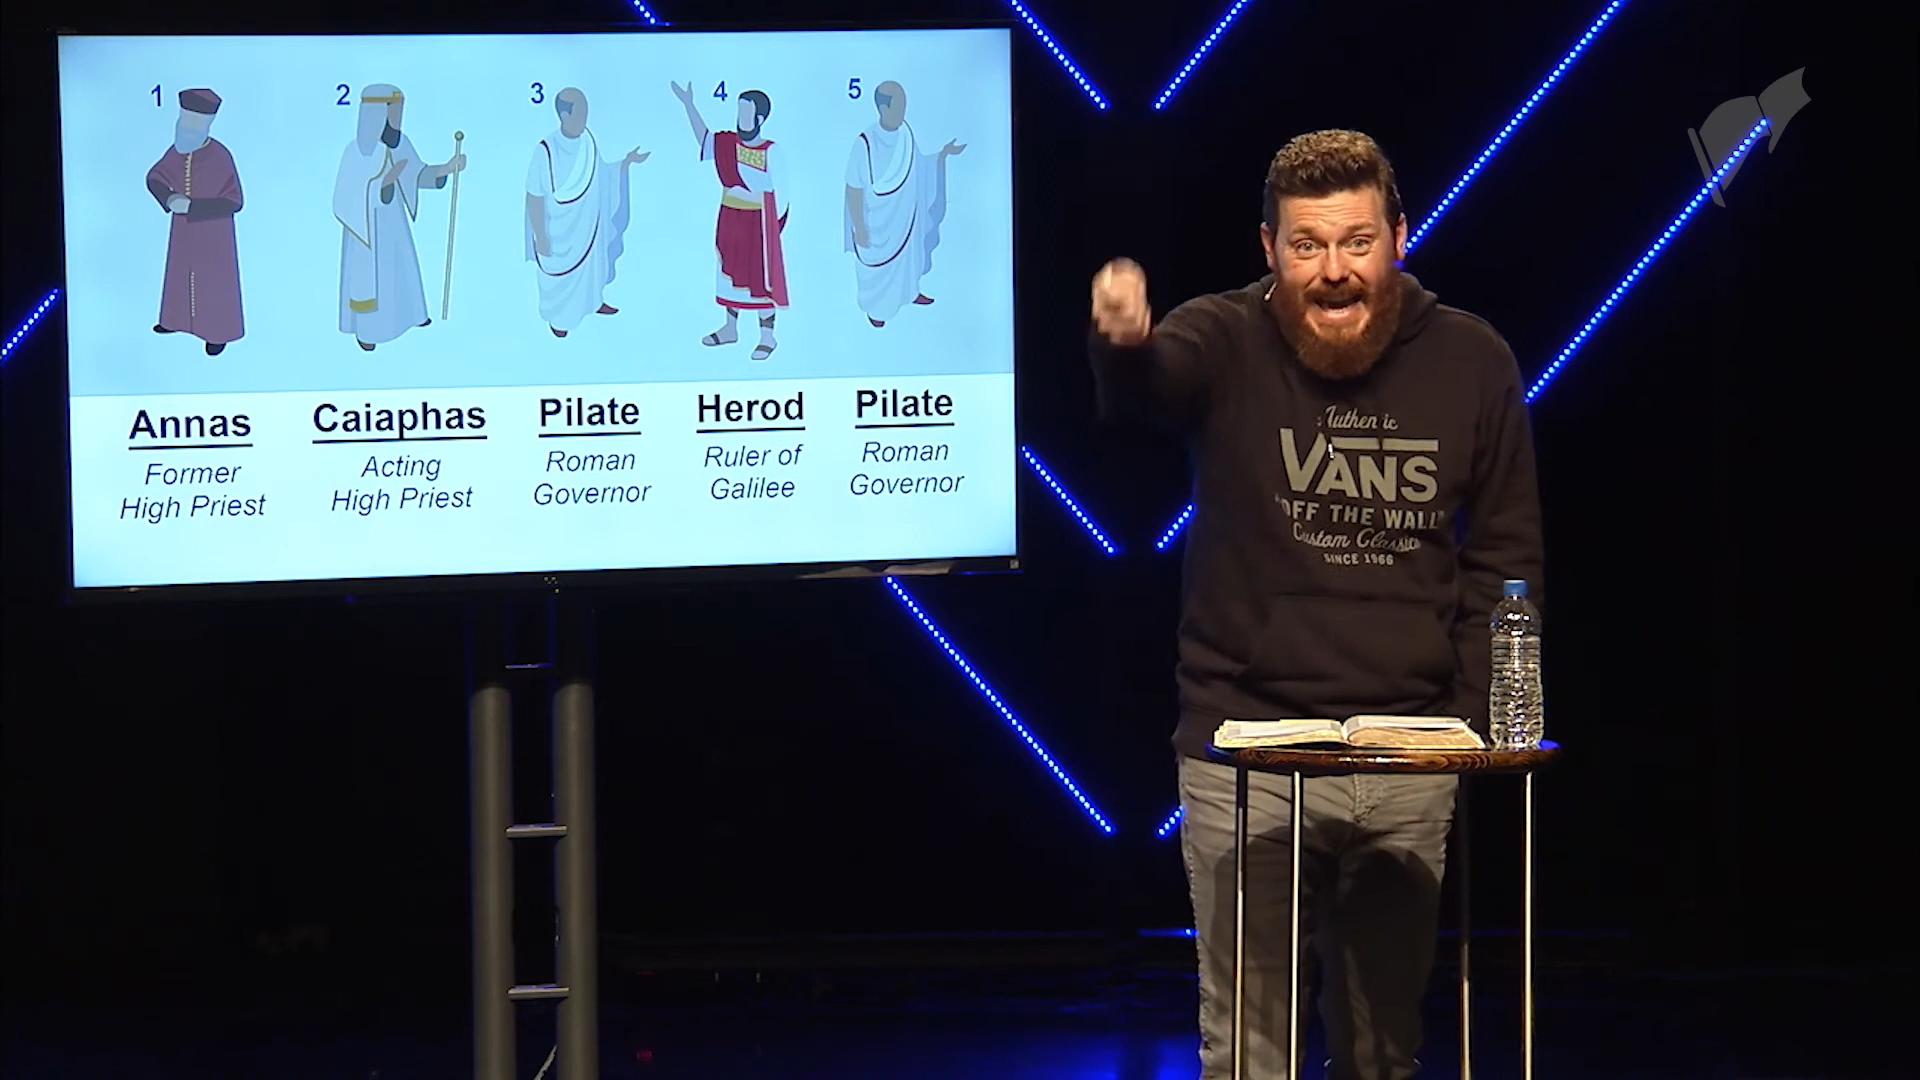 1
2
3
4
5
Annas
Former
High Priest
Caiaphas
Acting
High Priest
Pilate
Roman
Governor
Herod
Ruler of
Galilee
Pilate
Roman
Governor
Authentic
VANS
"OFF THE WALL"
Custom Classics
SINCE 1966